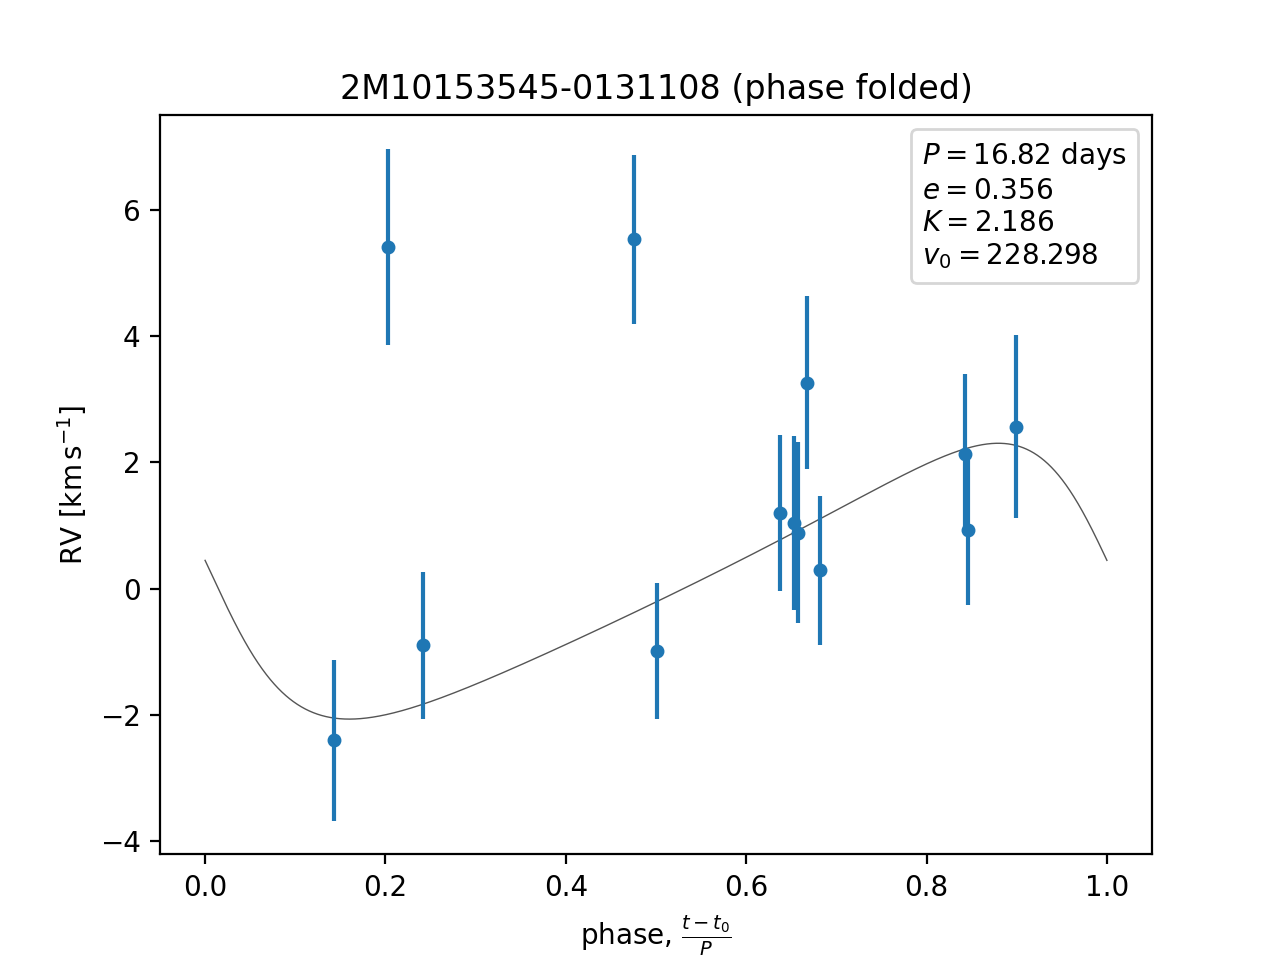 2M10153545-0131108 (phase folded)
P = 16.82 days
e = 0.356
K = 2.186
v₀ = 228.298
6
4
2
0
−2
−4
RV [km s⁻¹]
0.0 0.2 0.4 0.6 0.8 1.0
phase, (t − t₀)/P